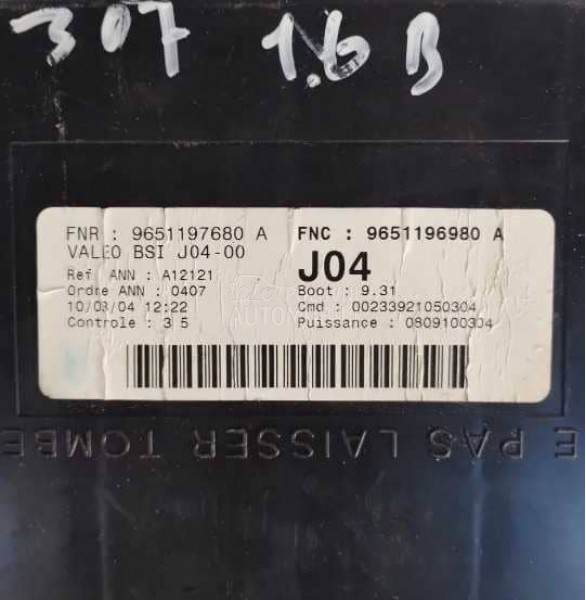 307 1.6 B
FNR : 9651197680 A FNC : 9651196980 A
VALEO BSI J04-00 J04
Ref ANN : A12121
Ordre ANN : 0407 Boot : 9.31
10/03/04 12:22 Cmd : 00233921050304
Controle : 3 5 Puissance : 0809100304
E PAS LAISSER TOMBE